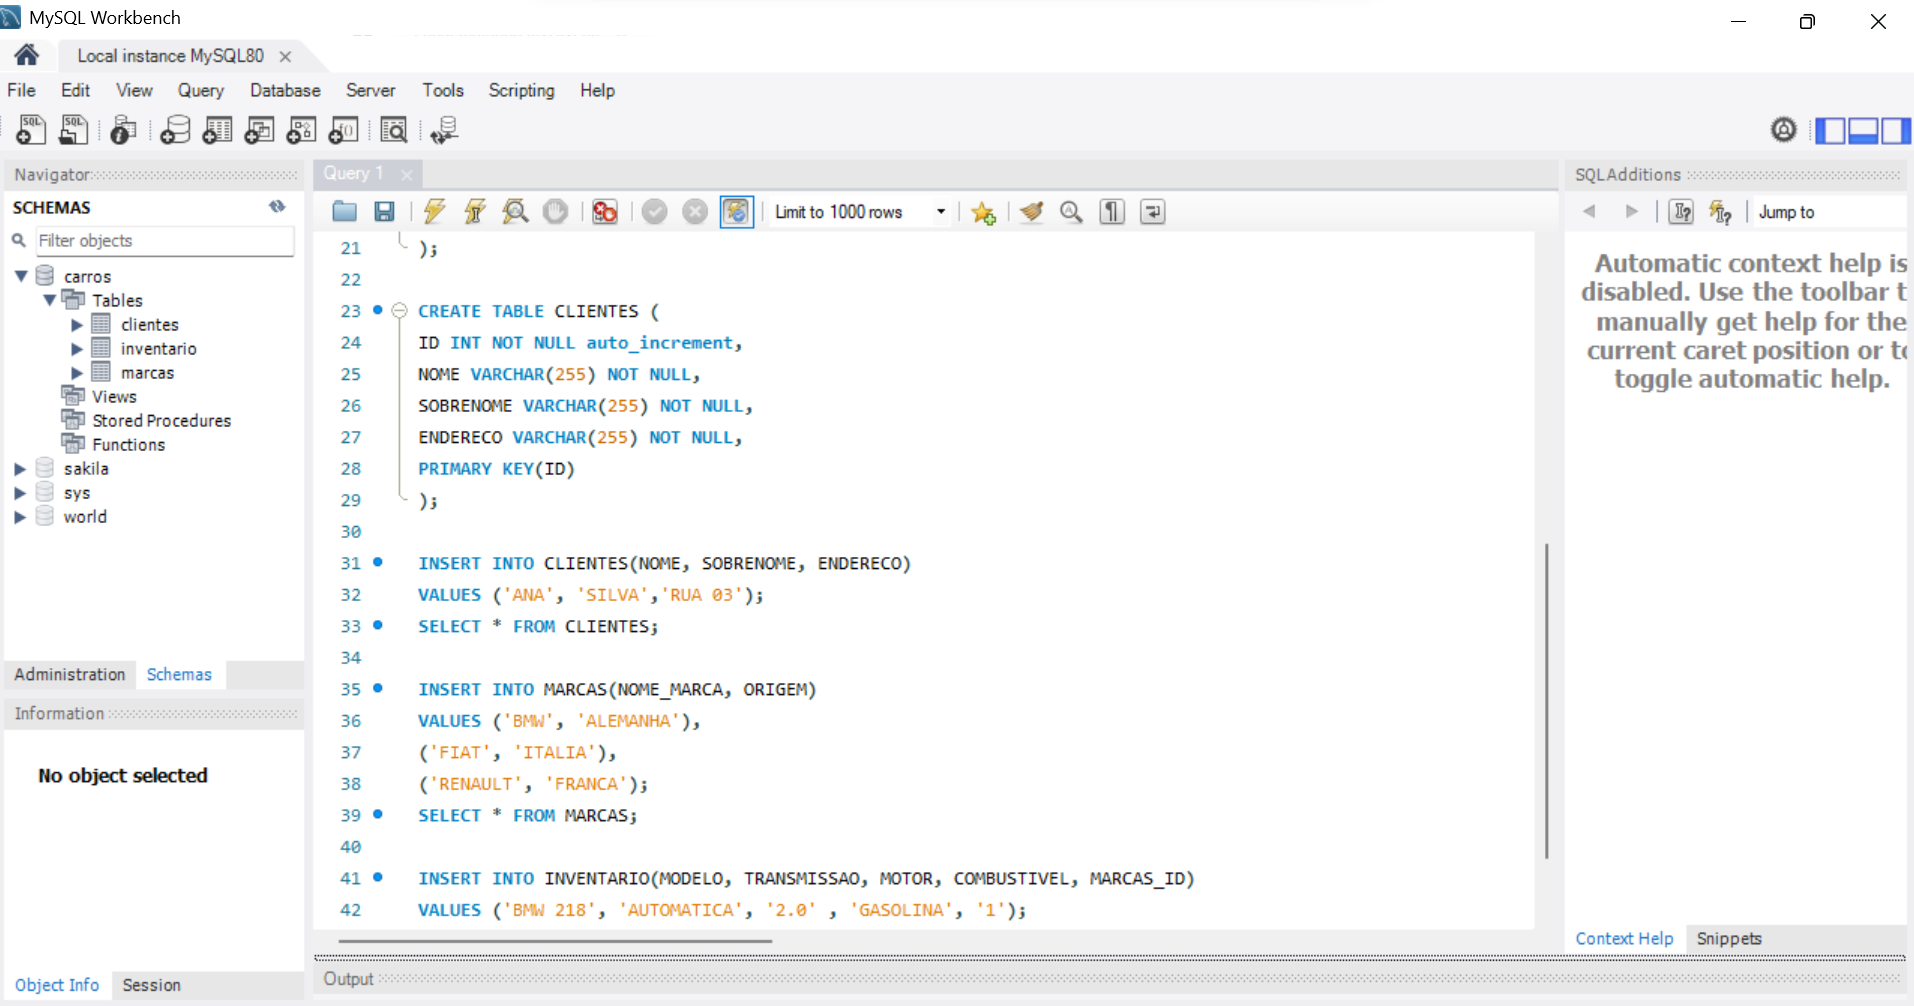 MySQL Workbench
Local instance MySQL80
File Edit View Query Database Server Tools Scripting Help
Navigator
SCHEMAS
Filter objects
carros
Tables
clientes
inventario
marcas
Views
Stored Procedures
Functions
sakila
sys
world
Administration Schemas
Information
No object selected
Object Info Session
Query 1
Limit to 1000 rows
21 );
22
23 CREATE TABLE CLIENTES (
24 ID INT NOT NULL auto_increment,
25 NOME VARCHAR(255) NOT NULL,
26 SOBRENOME VARCHAR(255) NOT NULL,
27 ENDERECO VARCHAR(255) NOT NULL,
28 PRIMARY KEY(ID)
29 );
30
31 INSERT INTO CLIENTES(NOME, SOBRENOME, ENDERECO)
32 VALUES ('ANA', 'SILVA','RUA 03');
33 SELECT * FROM CLIENTES;
34
35 INSERT INTO MARCAS(NOME_MARCA, ORIGEM)
36 VALUES ('BMW', 'ALEMANHA'),
37 ('FIAT', 'ITALIA'),
38 ('RENAULT', 'FRANCA');
39 SELECT * FROM MARCAS;
40
41 INSERT INTO INVENTARIO(MODELO, TRANSMISSAO, MOTOR, COMBUSTIVEL, MARCAS_ID)
42 VALUES ('BMW 218', 'AUTOMATICA', '2.0' , 'GASOLINA', '1');
Output
SQLAdditions
Jump to
Automatic context help is
disabled. Use the toolbar t
manually get help for the
current caret position or to
toggle automatic help.
Context Help Snippets